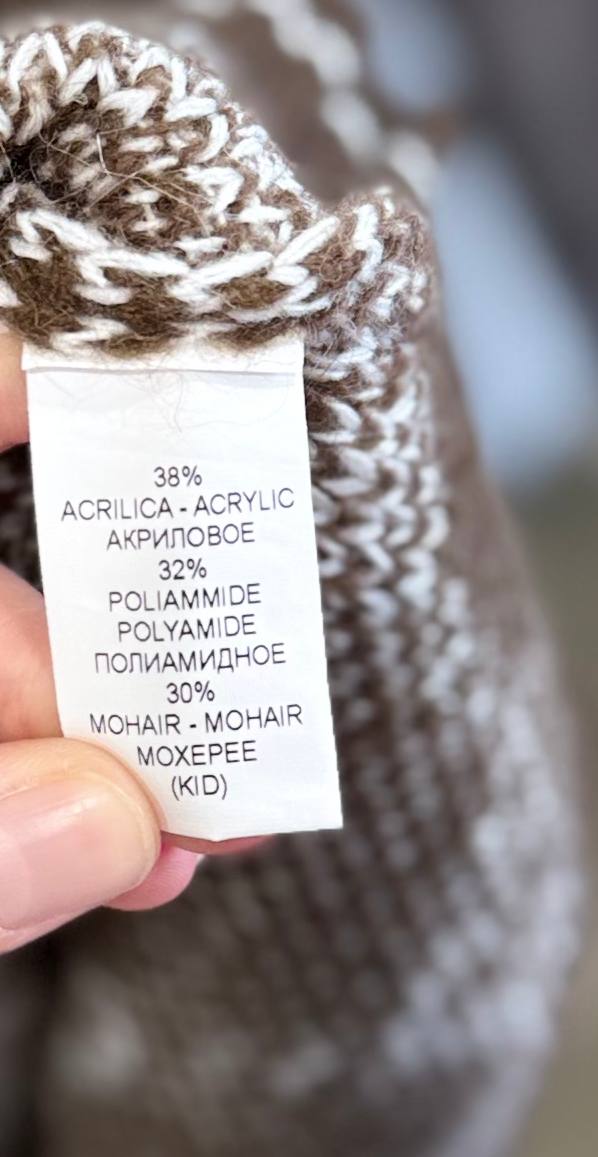 38%
ACRILICA - ACRYLIC
АКРИЛОВОЕ
32%
POLIAMMIDE
POLYAMIDE
ПОЛИАМИДНОЕ
30%
MOHAIR - MOHAIR
МОХЕРЕЕ
(KID)